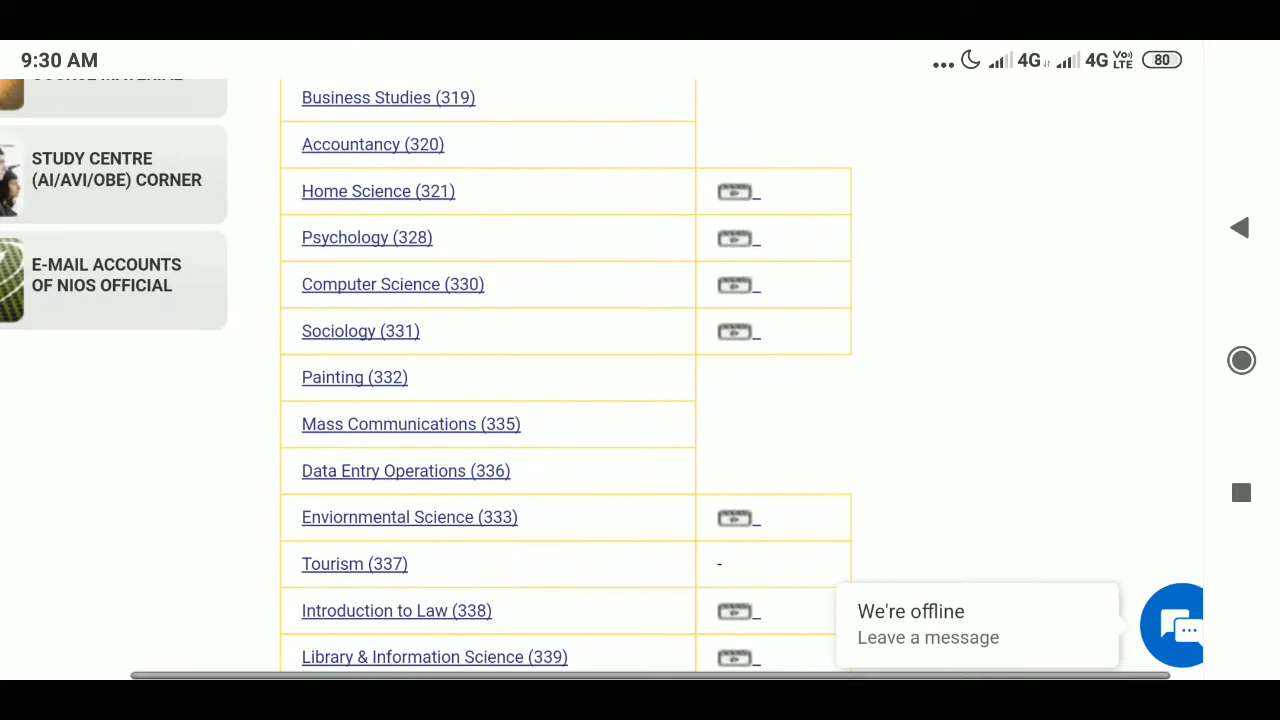 9:30 AM
4G
4G
Vo))
LTE
80
COURSE MATERIAL
STUDY CENTRE
(AI/AVI/OBE) CORNER
E-MAIL ACCOUNTS
OF NIOS OFFICIAL
Business Studies (319)
Accountancy (320)
Home Science (321)
Psychology (328)
Computer Science (330)
Sociology (331)
Painting (332)
Mass Communications (335)
Data Entry Operations (336)
Enviornmental Science (333)
Tourism (337)
-
Introduction to Law (338)
Library & Information Science (339)
We're offline
Leave a message